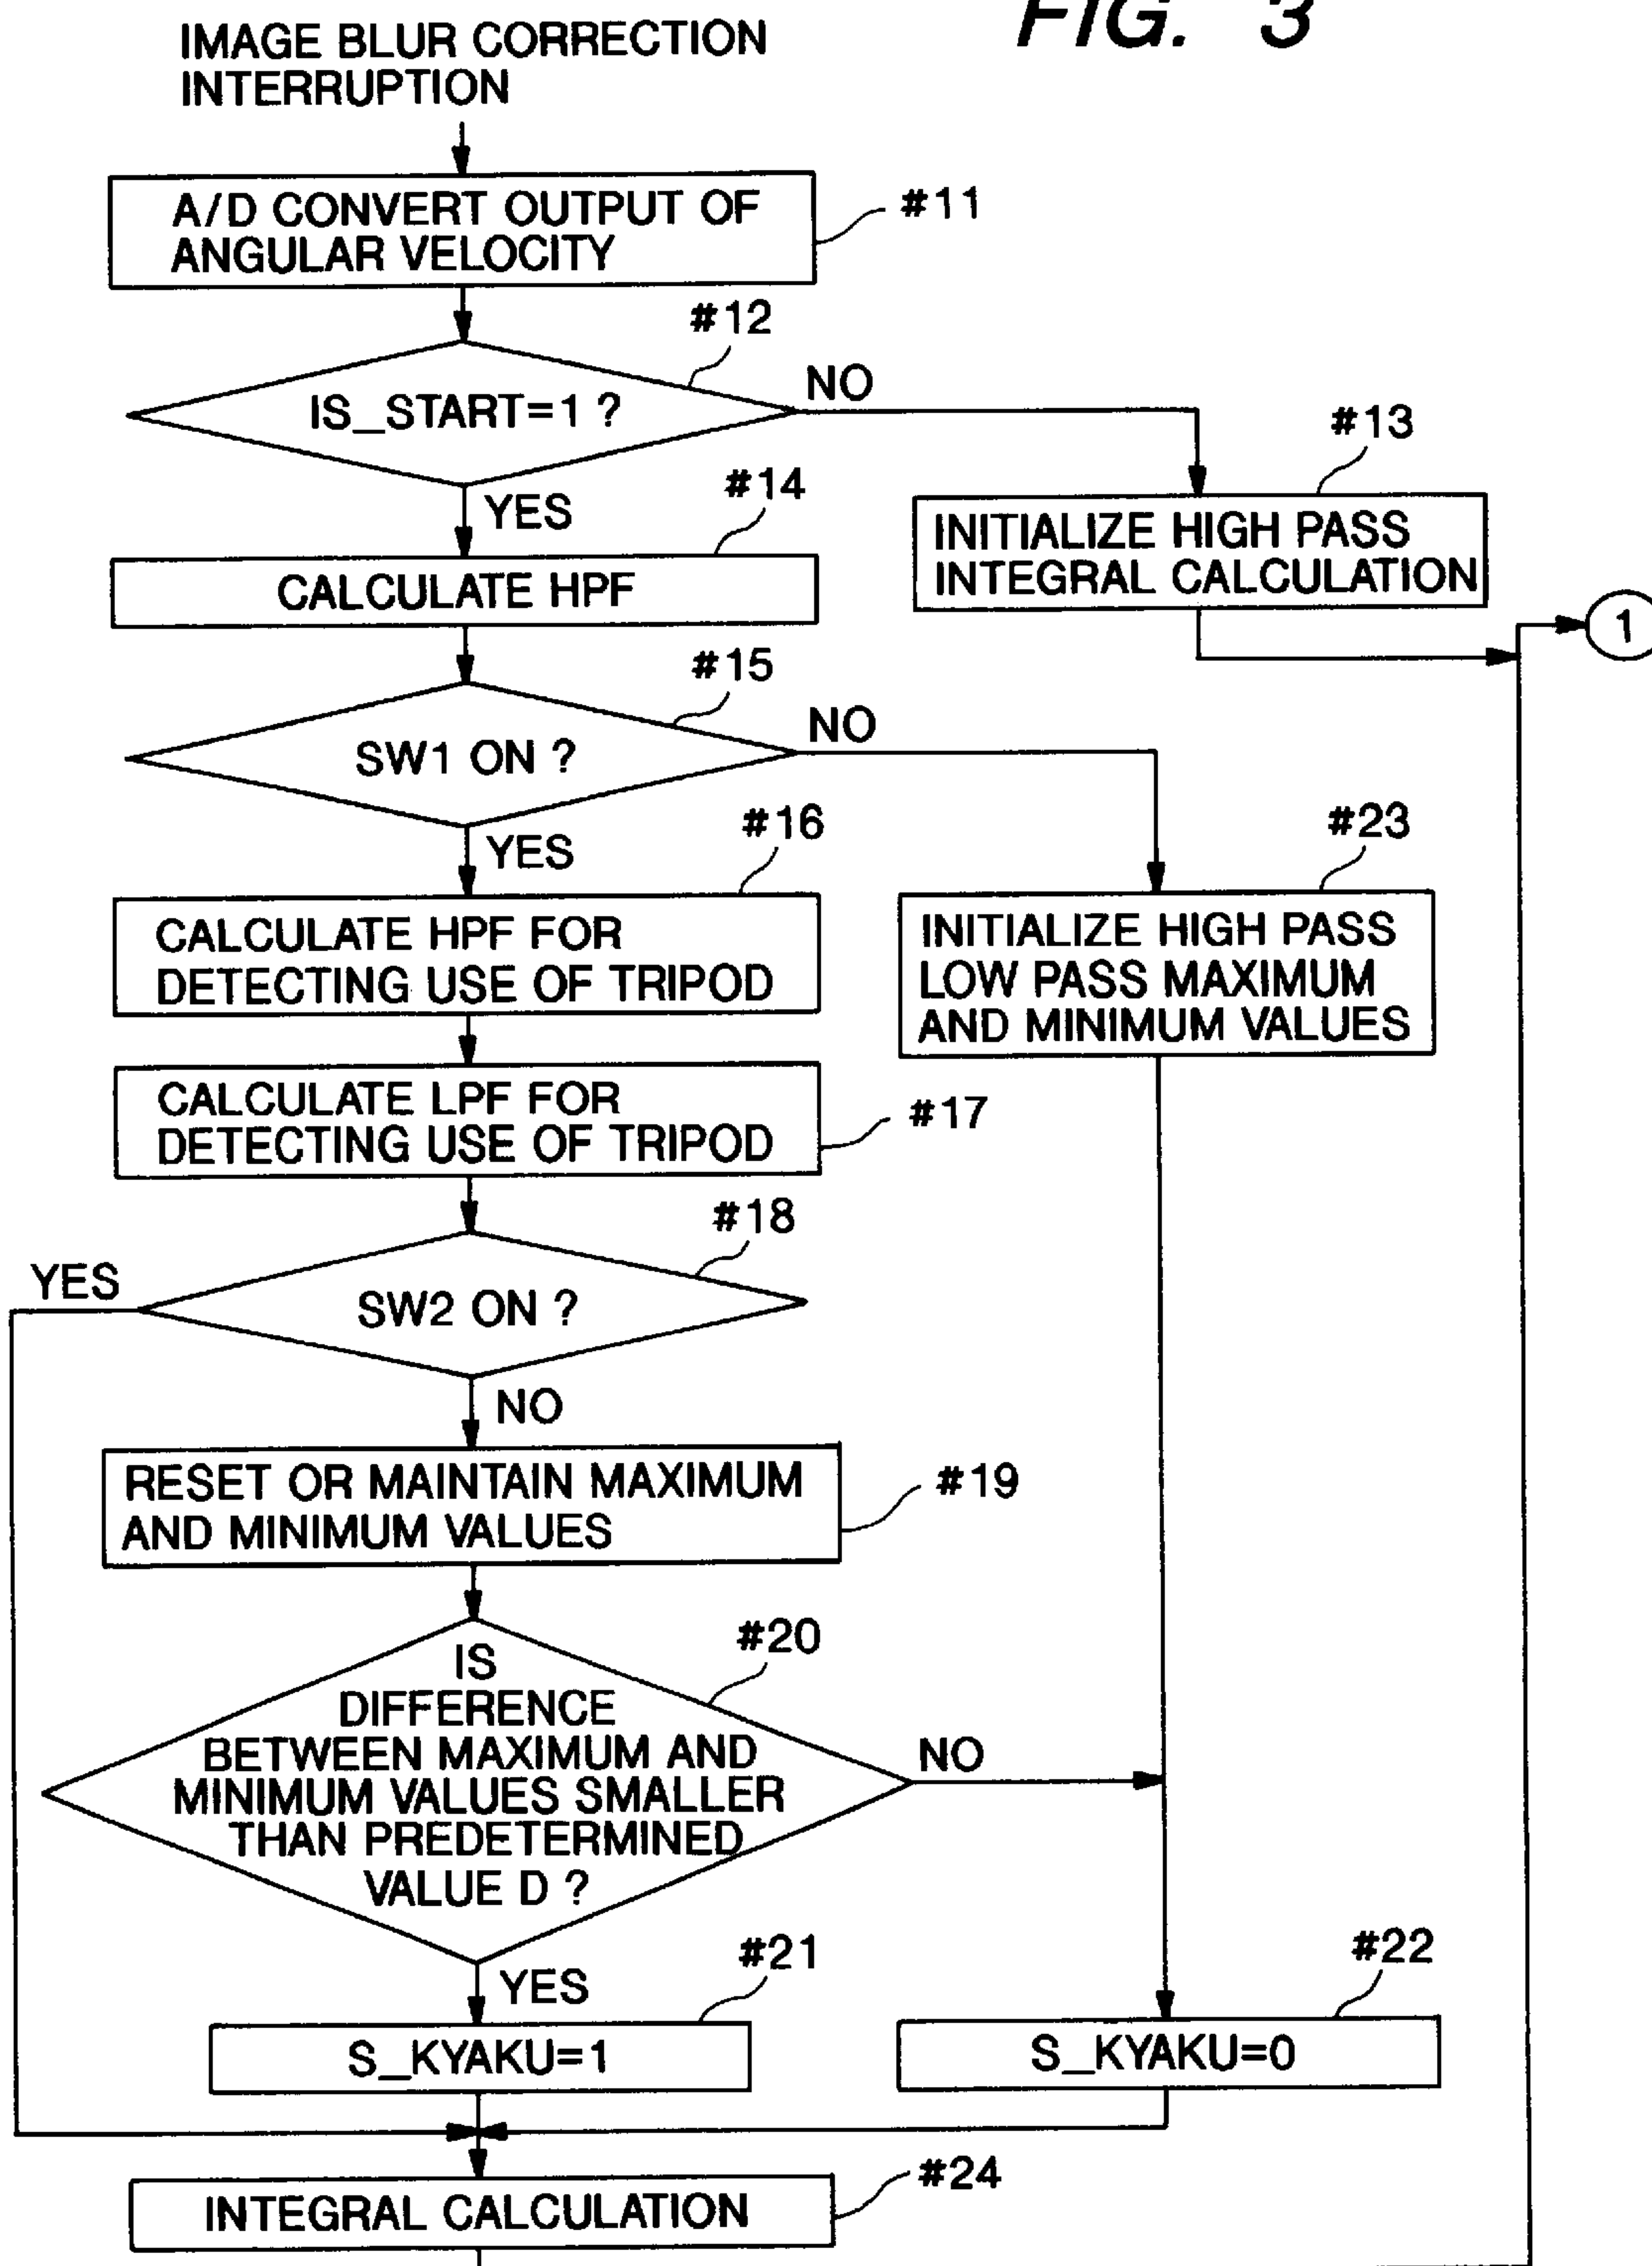 FIG. 3
IMAGE BLUR CORRECTION
INTERRUPTION
A/D CONVERT OUTPUT OF
ANGULAR VELOCITY
#11
#12
IS_START=1 ?
NO
YES
#13
INITIALIZE HIGH PASS
INTEGRAL CALCULATION
1
#14
CALCULATE HPF
#15
SW1 ON ?
NO
YES
#16
CALCULATE HPF FOR
DETECTING USE OF TRIPOD
#23
INITIALIZE HIGH PASS
LOW PASS MAXIMUM
AND MINIMUM VALUES
CALCULATE LPF FOR
DETECTING USE OF TRIPOD
#17
#18
YES
SW2 ON ?
NO
RESET OR MAINTAIN MAXIMUM
AND MINIMUM VALUES
#19
#20
IS
DIFFERENCE
BETWEEN MAXIMUM AND
MINIMUM VALUES SMALLER
THAN PREDETERMINED
VALUE D ?
NO
YES
#21
S_KYAKU=1
#22
S_KYAKU=0
#24
INTEGRAL CALCULATION